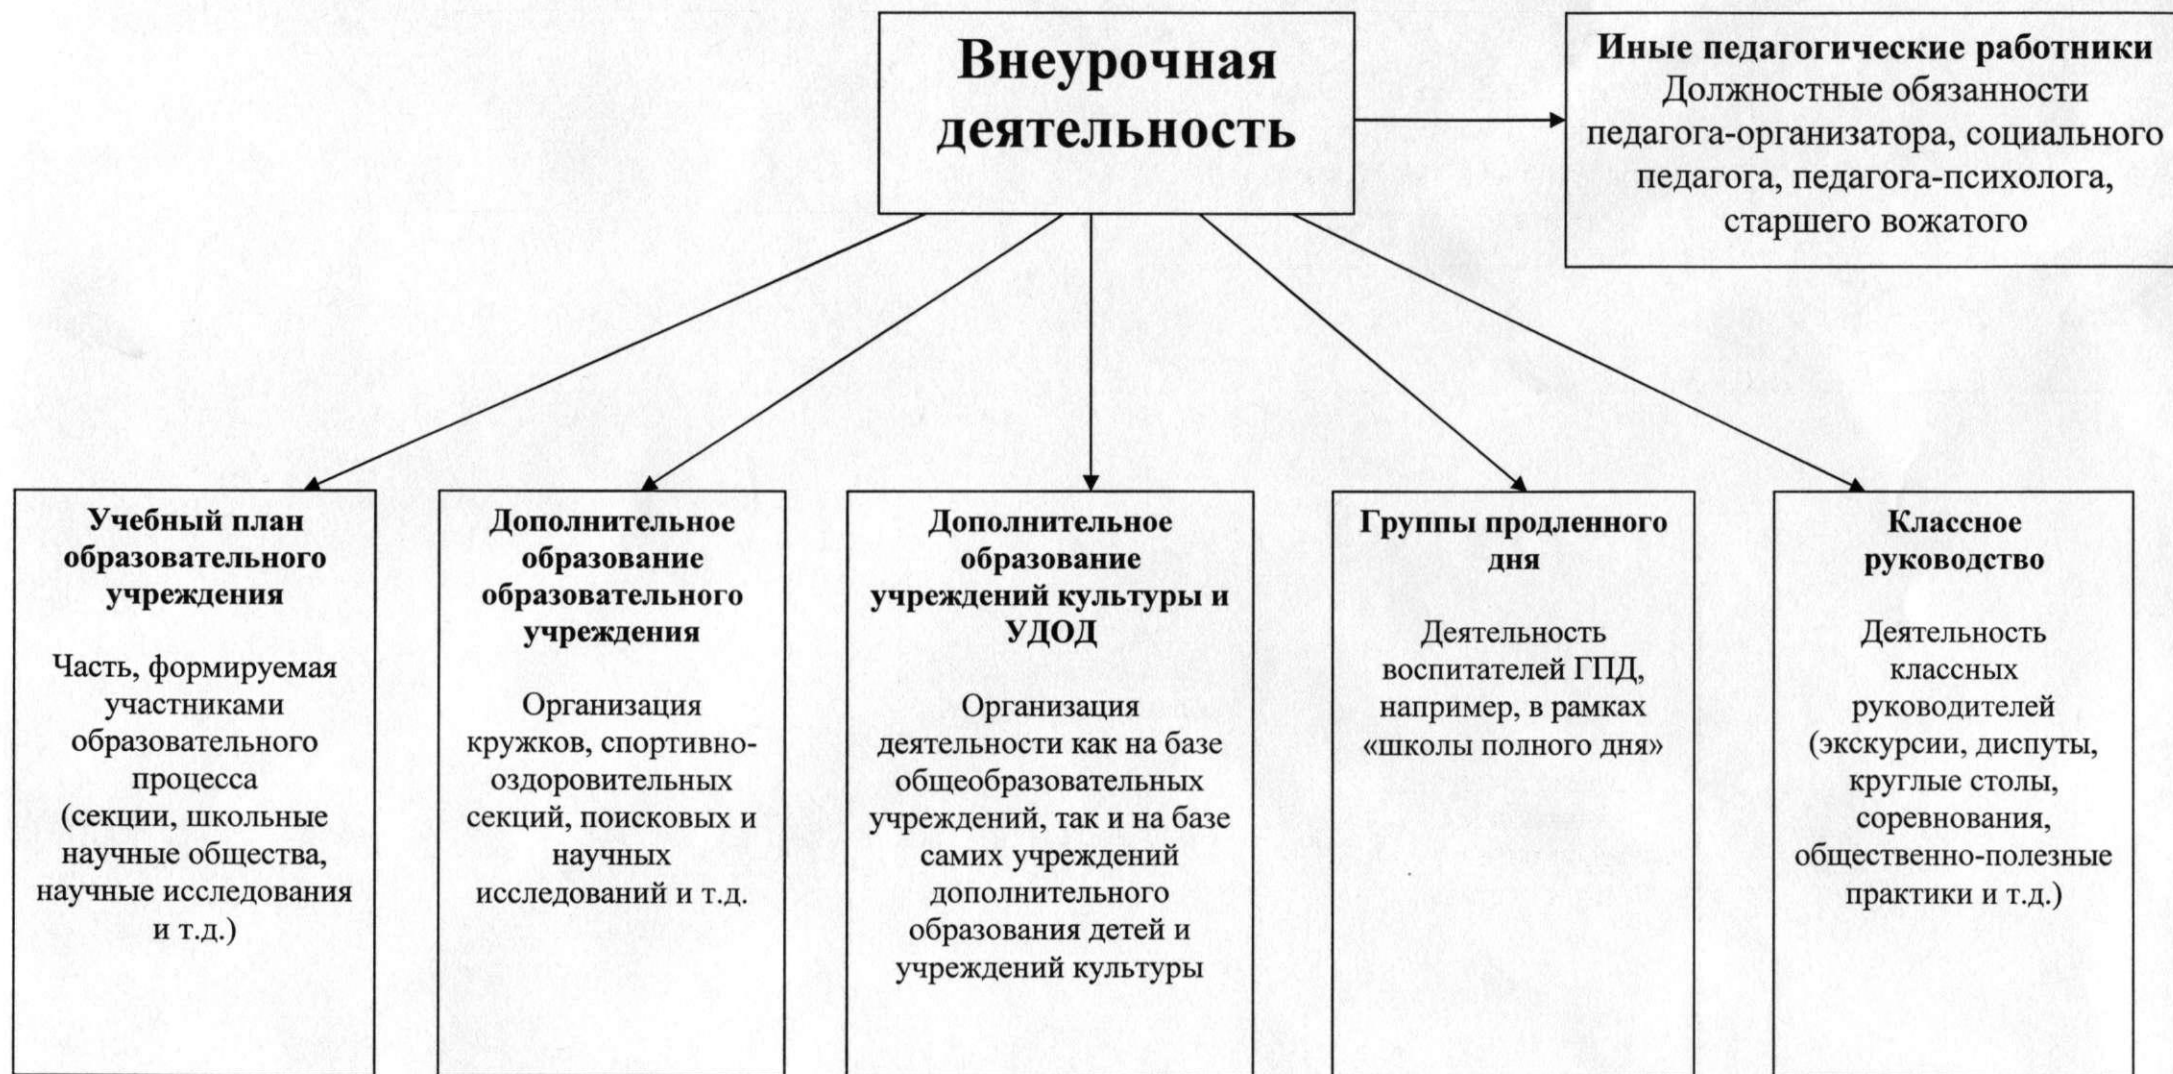 Внеурочная
деятельность
Иные педагогические работники
Должностные обязанности
педагога-организатора, социального
педагога, педагога-психолога,
старшего вожатого
Учебный план
образовательного
учреждения
Часть, формируемая
участниками
образовательного
процесса
(секции, школьные
научные общества,
научные исследования
и т.д.)
Дополнительное
образование
образовательного
учреждения
Организация
кружков, спортивно-
оздоровительных
секций, поисковых и
научных
исследований и т.д.
Дополнительное
образование
учреждений культуры и
УДОД
Организация
деятельности как на базе
общеобразовательных
учреждений, так и на базе
самих учреждений
дополнительного
образования детей и
учреждений культуры
Группы продленного
дня
Деятельность
воспитателей ГПД,
например, в рамках
«школы полного дня»
Классное
руководство
Деятельность
классных
руководителей
(экскурсии, диспуты,
круглые столы,
соревнования,
общественно-полезные
практики и т.д.)